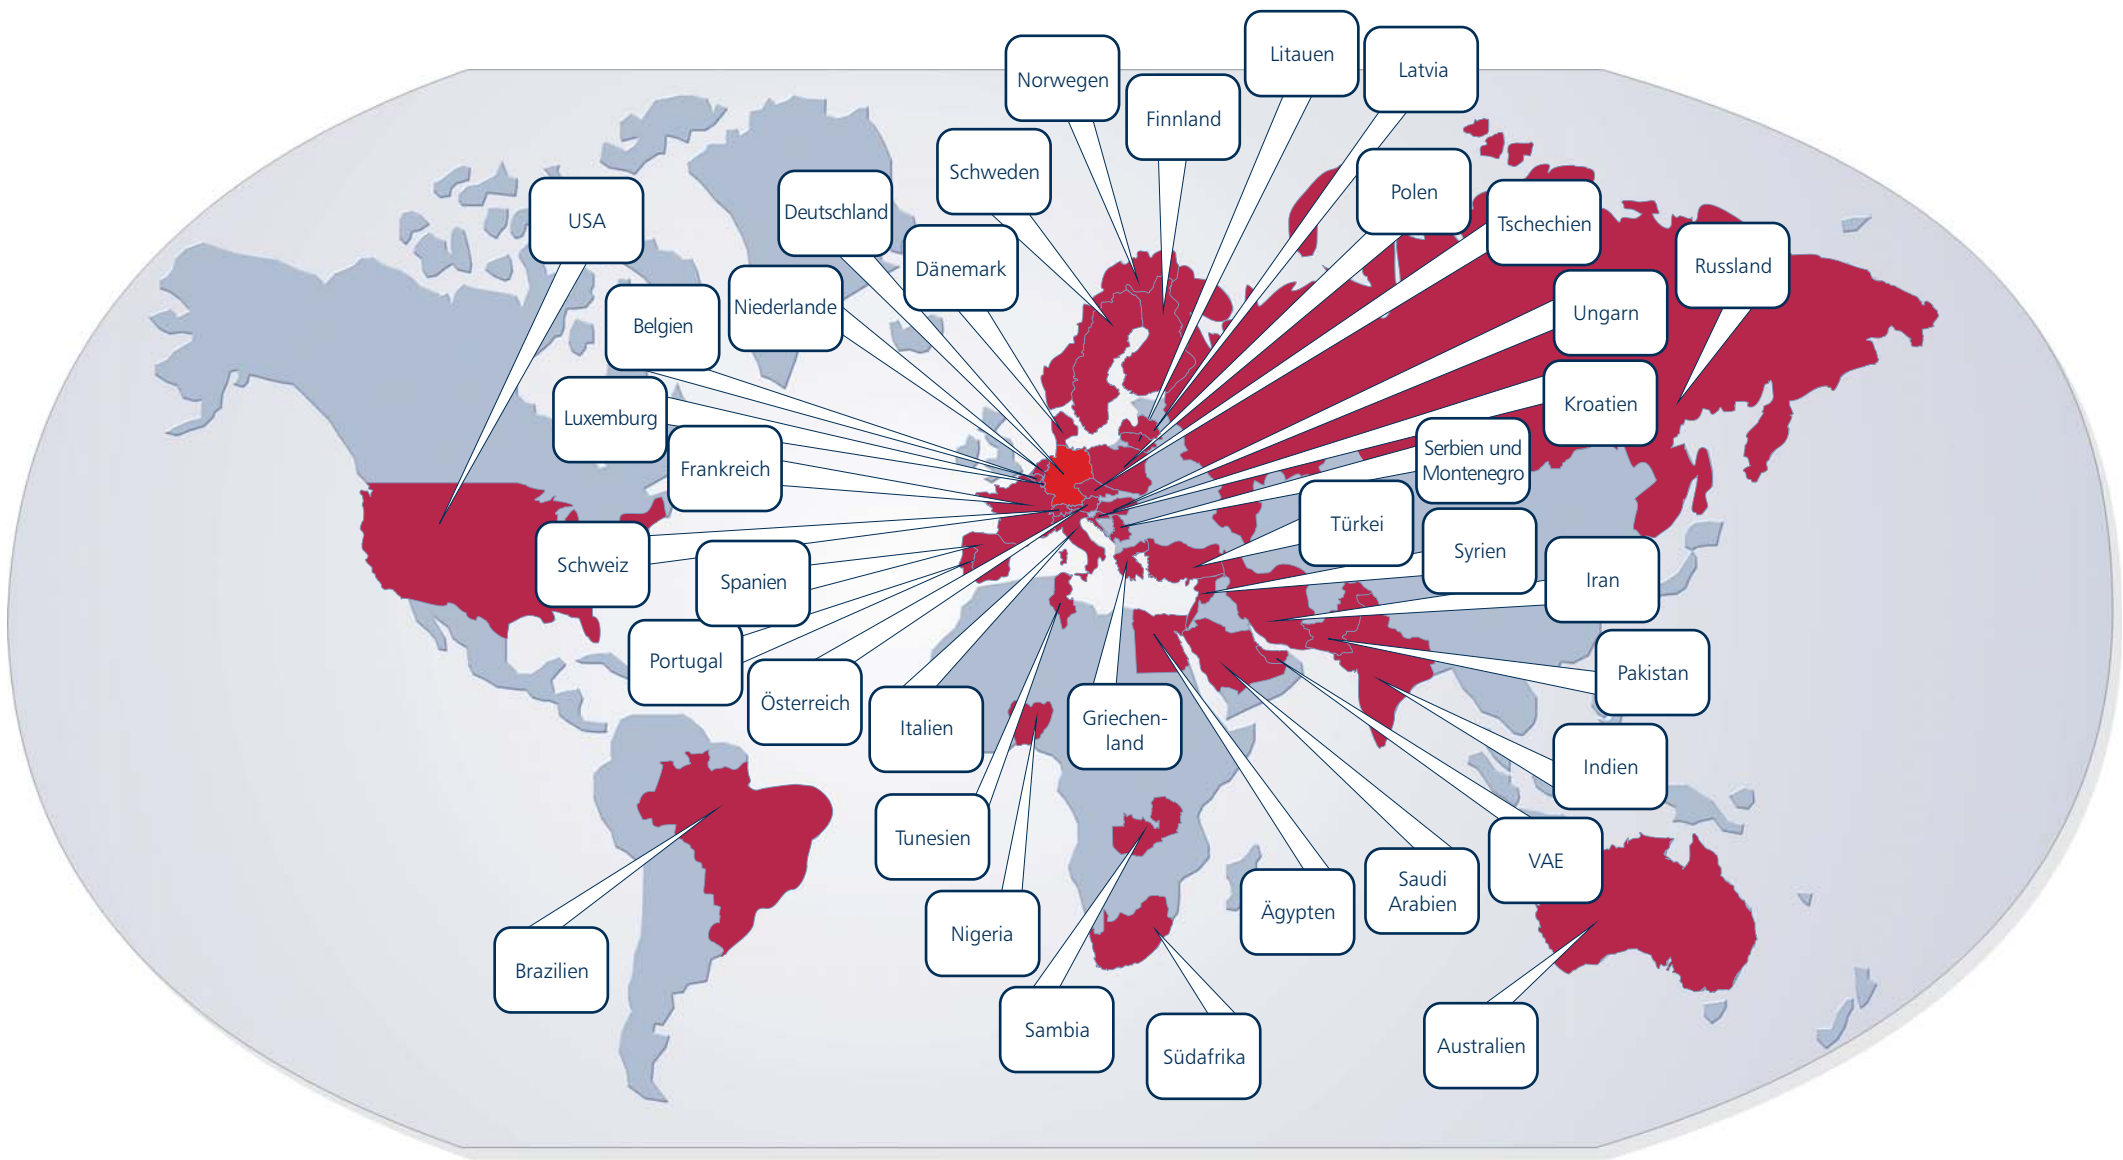 Litauen
Latvia
Norwegen
Finnland
Schweden
Polen
Deutschland
USA
Tschechien
Dänemark
Russland
Niederlande
Ungarn
Belgien
Kroatien
Luxemburg
Serbien und
Montenegro
Frankreich
Türkei
Syrien
Schweiz
Spanien
Iran
Portugal
Pakistan
Österreich
Italien
Griechen-
land
Indien
Tunesien
VAE
Saudi
Arabien
Ägypten
Nigeria
Brazilien
Sambia
Australien
Südafrika